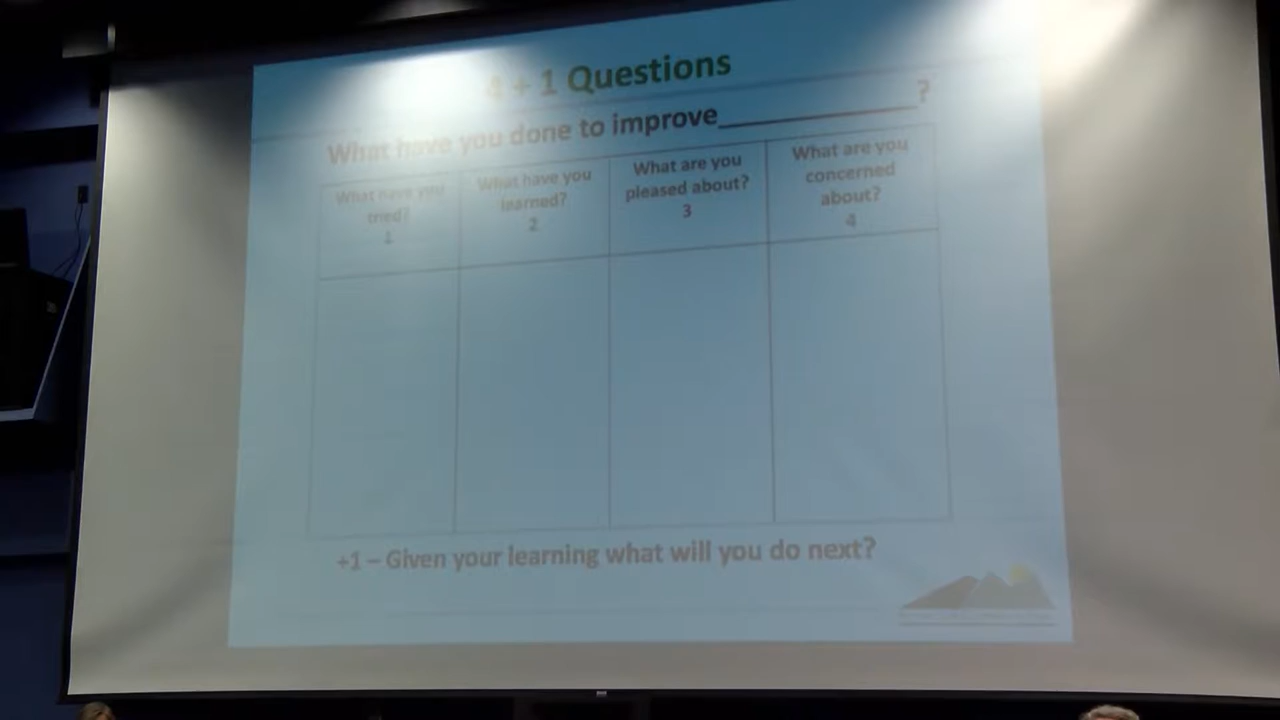 4 + 1 Questions
What have you done to improve____________?
What have you
tried?
1
What have you
learned?
2
What are you
pleased about?
3
What are you
concerned
about?
4
+1 – Given your learning what will you do next?